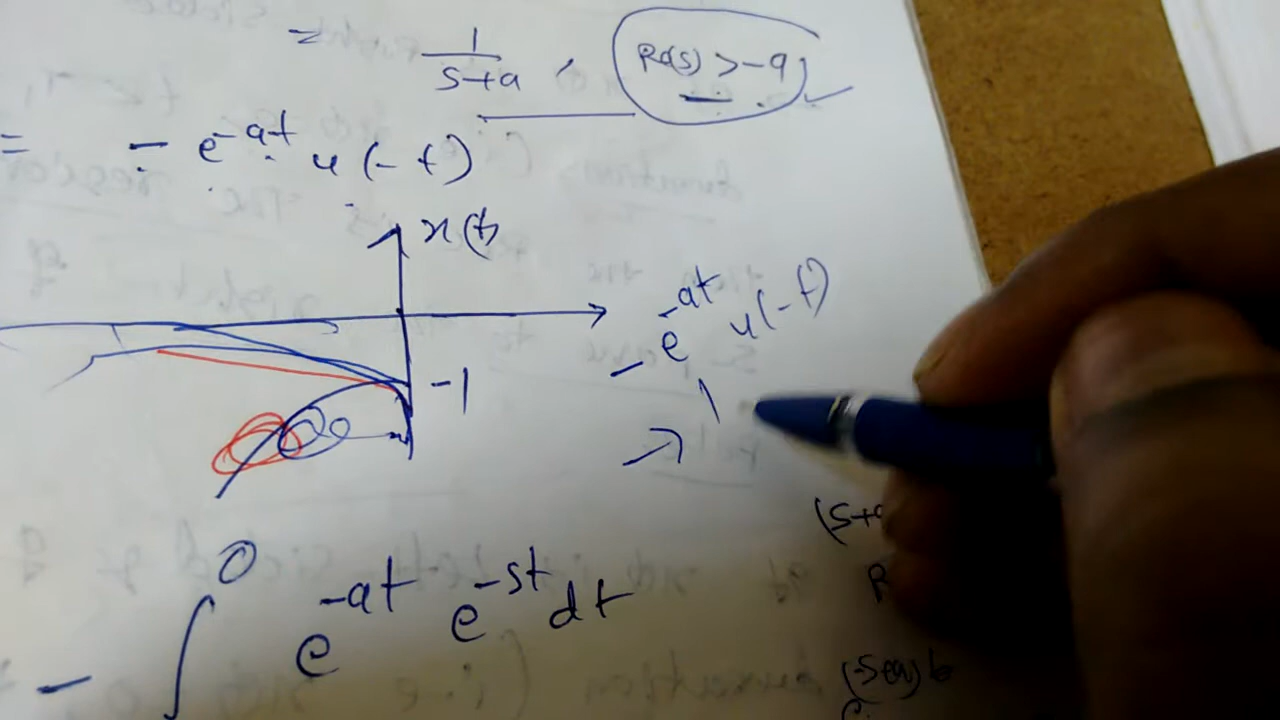 = 1/(s+a) , Re(s) > -a
= - e^{-at} u(-t)
x(t)
- e^{-at} u(-t)
-1
- ∫ 0 e^{-at} e^{-st} dt
(s+a